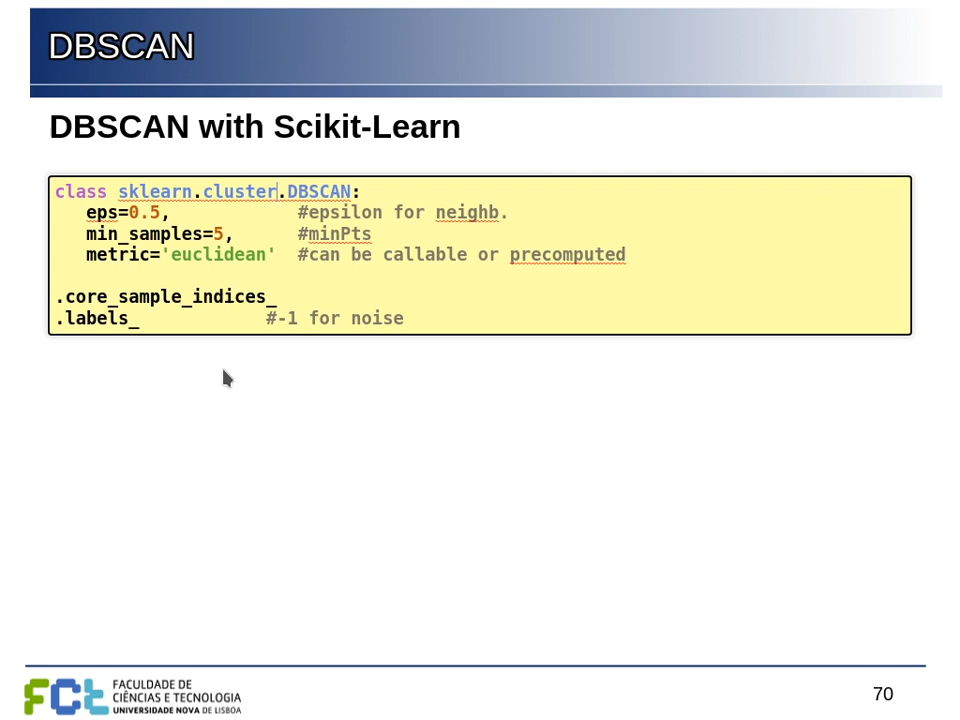 DBSCAN
DBSCAN with Scikit-Learn
class sklearn.cluster.DBSCAN:
   eps=0.5,            #epsilon for neighb.
   min_samples=5,      #minPts
   metric='euclidean'  #can be callable or precomputed
.core_sample_indices_
.labels_            #-1 for noise
FCt
FACULDADE DE
CIÊNCIAS E TECNOLOGIA
UNIVERSIDADE NOVA DE LISBOA
70